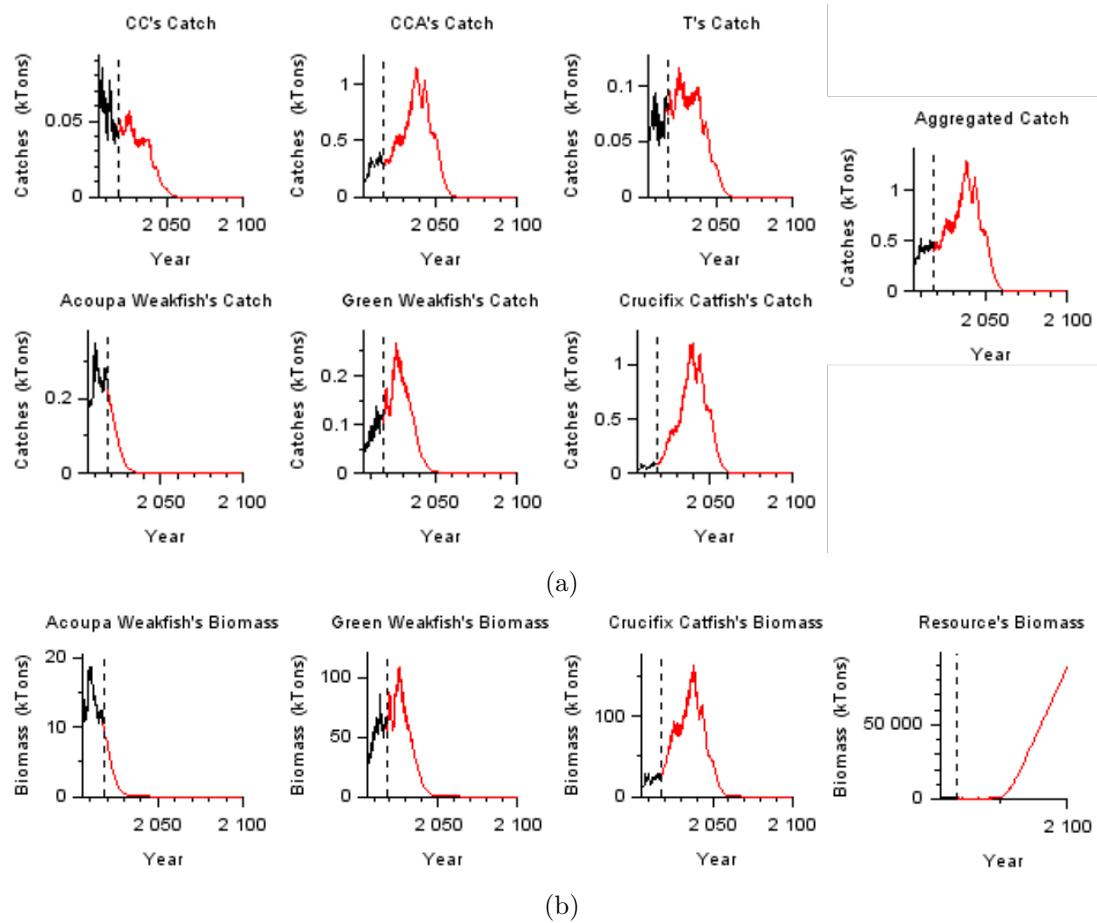 CC's Catch
Catches (kTons)
0.05
0
2 050
2 100
Year
CCA's Catch
Catches (kTons)
1
0.5
0
2 050
2 100
Year
T's Catch
Catches (kTons)
0.1
0.05
0
2 050
2 100
Year
Aggregated Catch
Catches (kTons)
1
0.5
0
2 050
2 100
Year
Acoupa Weakfish's Catch
Catches (kTons)
0.2
0
2 050
2 100
Year
Green Weakfish's Catch
Catches (kTons)
0.2
0.1
0
2 050
2 100
Year
Crucifix Catfish's Catch
Catches (kTons)
1
0.5
0
2 050
2 100
Year
(a)
Acoupa Weakfish's Biomass
Biomass (kTons)
20
10
0
2 050
2 100
Year
Green Weakfish's Biomass
Biomass (kTons)
100
50
0
2 050
2 100
Year
Crucifix Catfish's Biomass
Biomass (kTons)
100
0
2 050
2 100
Year
Resource's Biomass
Biomass (kTons)
50 000
0
2 100
Year
(b)